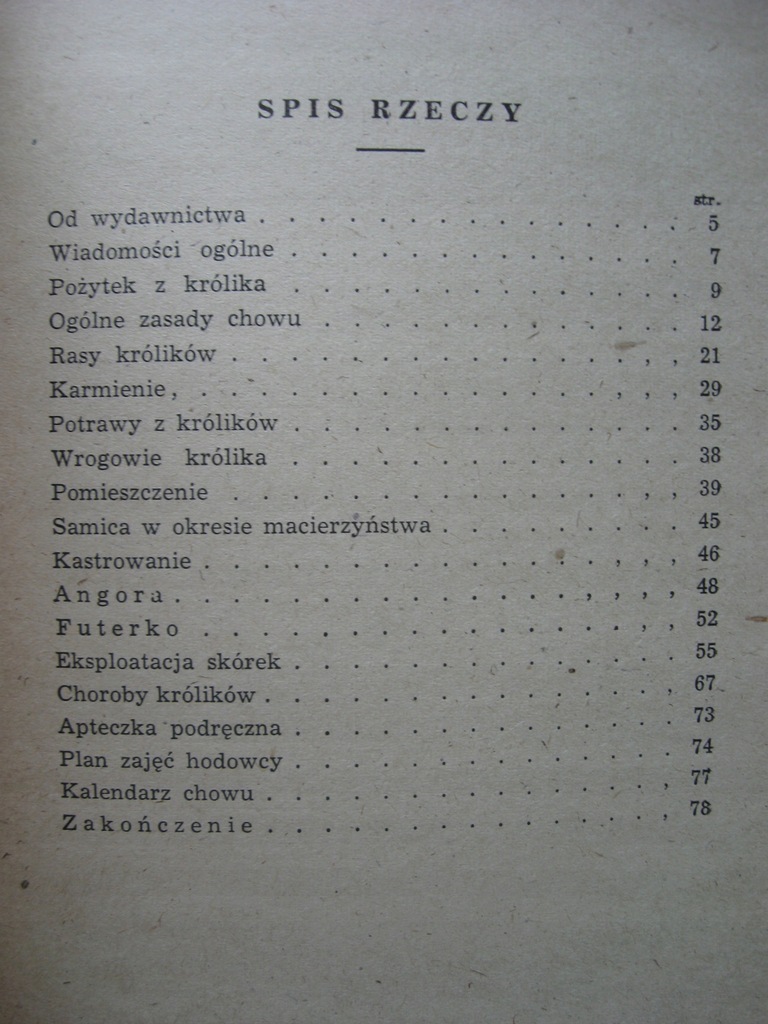 SPIS RZECZY
str.
Od wydawnictwa . . . . . . . . . . . . . . . 5
Wiadomości ogólne . . . . . . . . . . . . . . 7
Pożytek z królika . . . . . . . . . . . . . . 9
Ogólne zasady chowu . . . . . . . . . . . . . 12
Rasy królików . . . . . . . . . . . . . . , , 21
Karmienie, . . . . . . . . . . . . . . , , , 29
Potrawy z królików . . . . . . . . . . . . . . 35
Wrogowie królika . . . . . . . . . . . . . . 38
Pomieszczenie . . . . . . . . . . . . . . , , 39
Samica w okresie macierzyństwa . . . . . . . . . 45
Kastrowanie . . . . . . . . . . . . . . , , , 46
Angora . . . . . . . . . . . . . . , , , , 48
Futerko . . . . . . . . . . . . . . . , , 52
Eksploatacja skórek . . . . . . . . . . . . . . 55
Choroby królików . . . . . . . . . . . . . . , 67
Apteczka podręczna . . . . . . . . . . . . . . 73
Plan zajęć hodowcy . . . . . . . . . . . . . . 74
Kalendarz chowu . . . . . . . . . . . . . . , 77
Zakończenie . . . . . . . . . . . . . . , 78